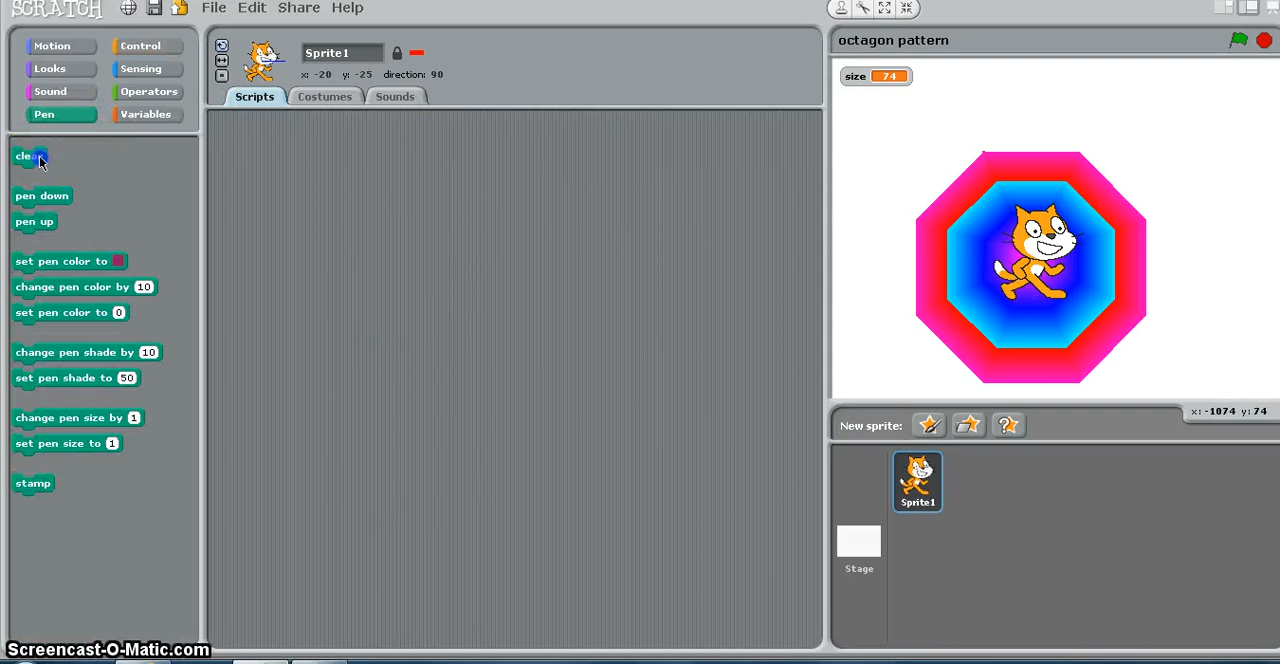 SCRATCH File Edit Share Help
Motion Control
Looks Sensing
Sound Operators
Pen Variables
Sprite1
x: -20 y: -25 direction: 90
Scripts Costumes Sounds
octagon pattern
size 74
clear
pen down
pen up
set pen color to
change pen color by 10
set pen color to 0
change pen shade by 10
set pen shade to 50
change pen size by 1
set pen size to 1
stamp
x: -1074 y: 74
New sprite:
Sprite1
Stage
Screencast-O-Matic.com